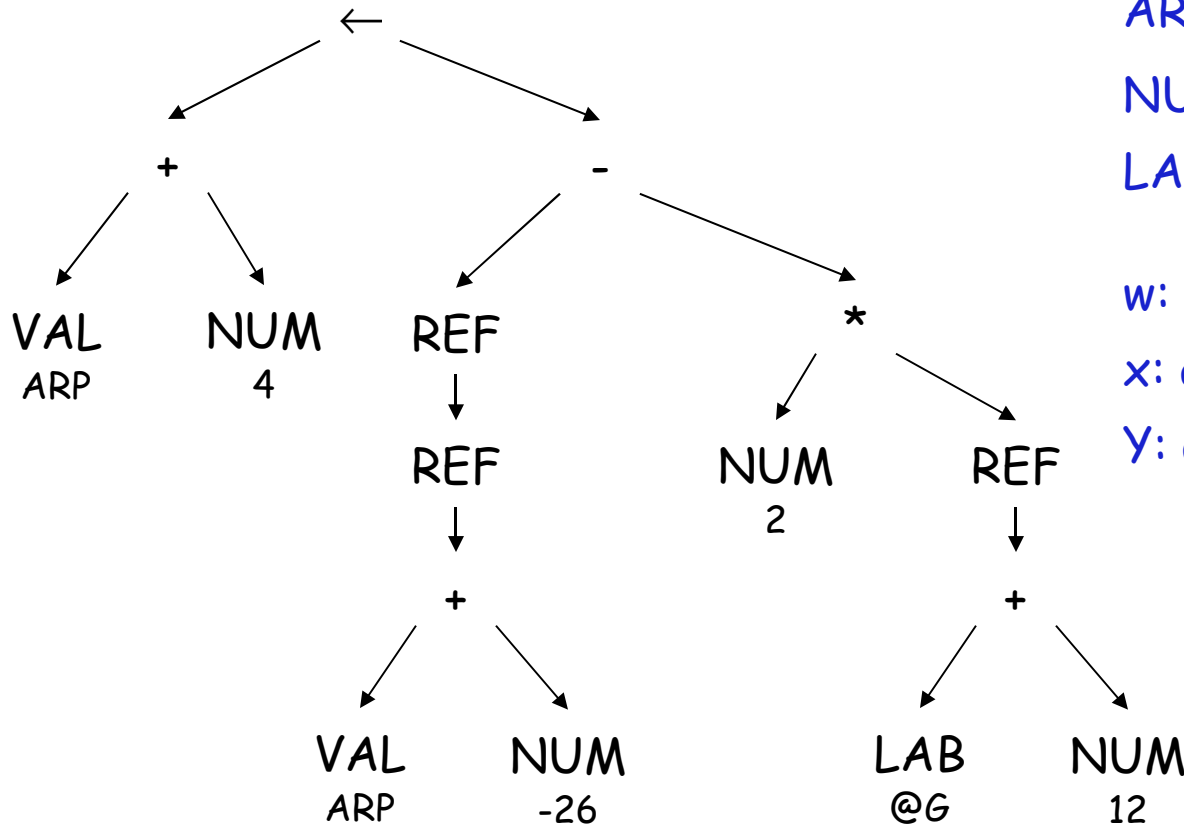 ←
+ -
VAL NUM REF *
ARP 4
REF NUM REF
2
+ +
VAL NUM LAB NUM
ARP -26 @G 12
w:
x:
Y: